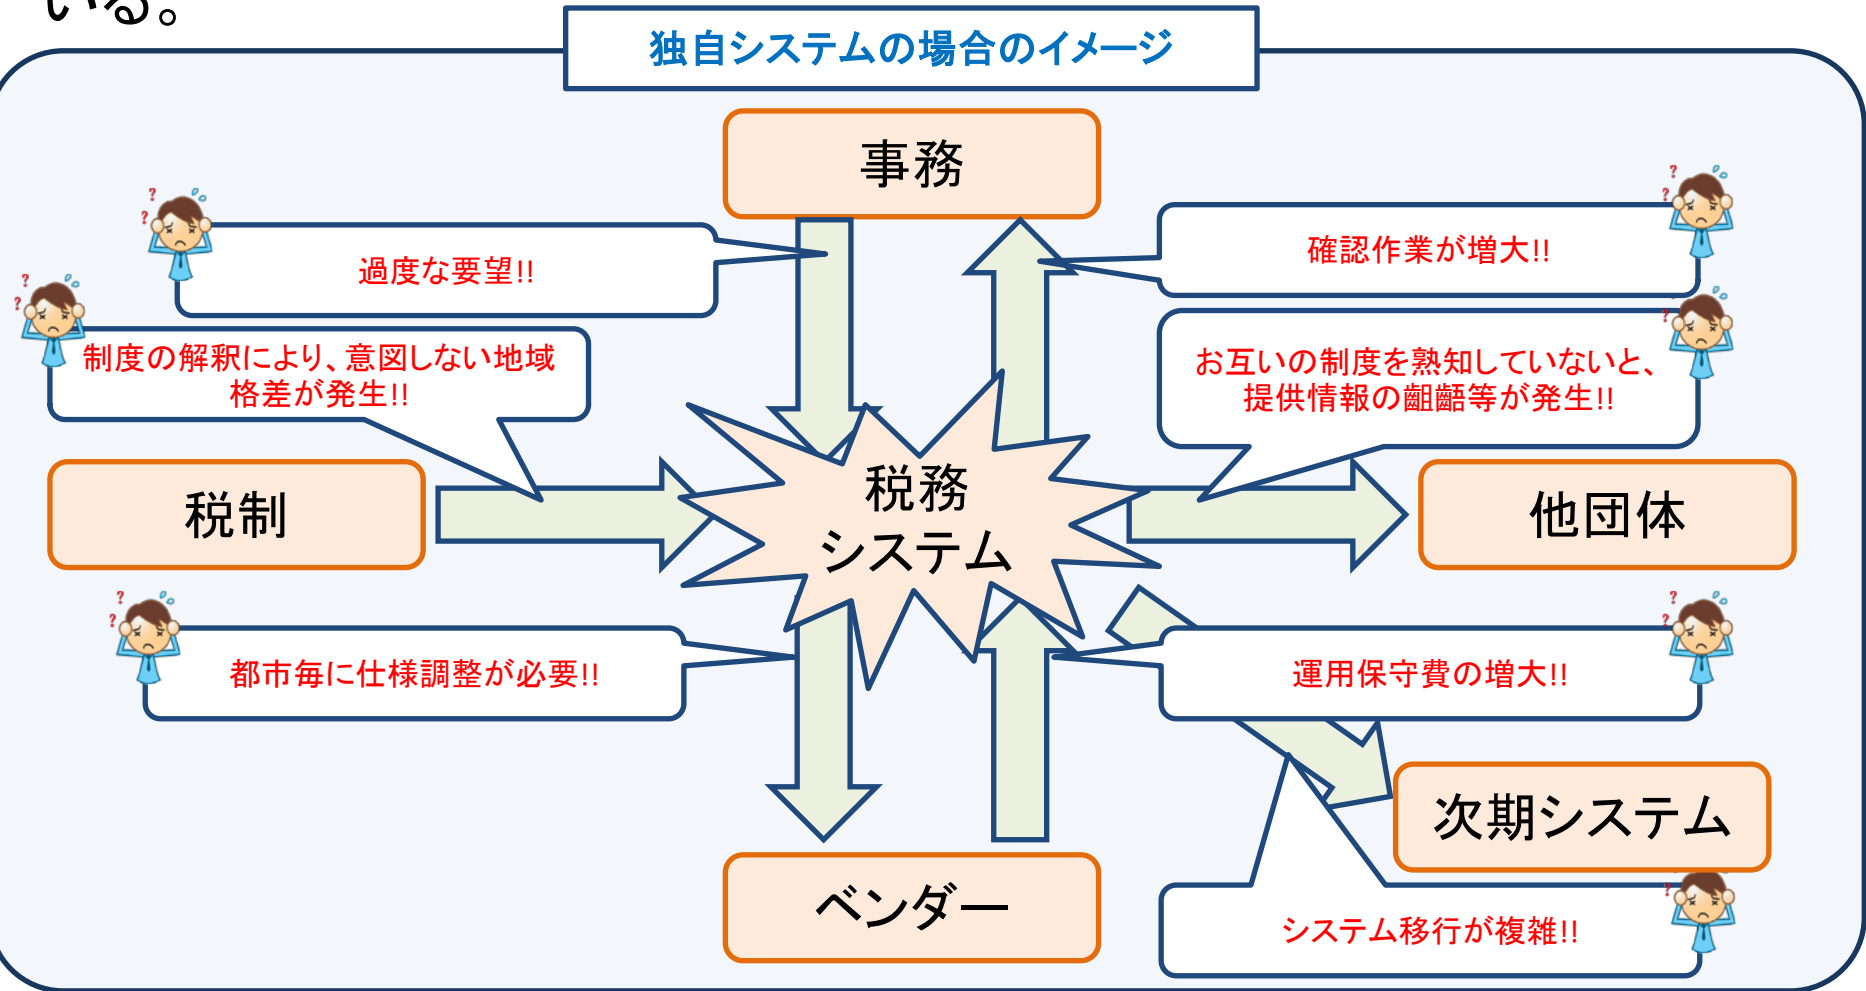 いる。
独自システムの場合のイメージ
事務
過度な要望!!
確認作業が増大!!
制度の解釈により、意図しない地域
格差が発生!!
お互いの制度を熟知していないと、
提供情報の齟齬等が発生!!
税制
税務
システム
他団体
都市毎に仕様調整が必要!!
運用保守費の増大!!
次期システム
ベンダー
システム移行が複雑!!